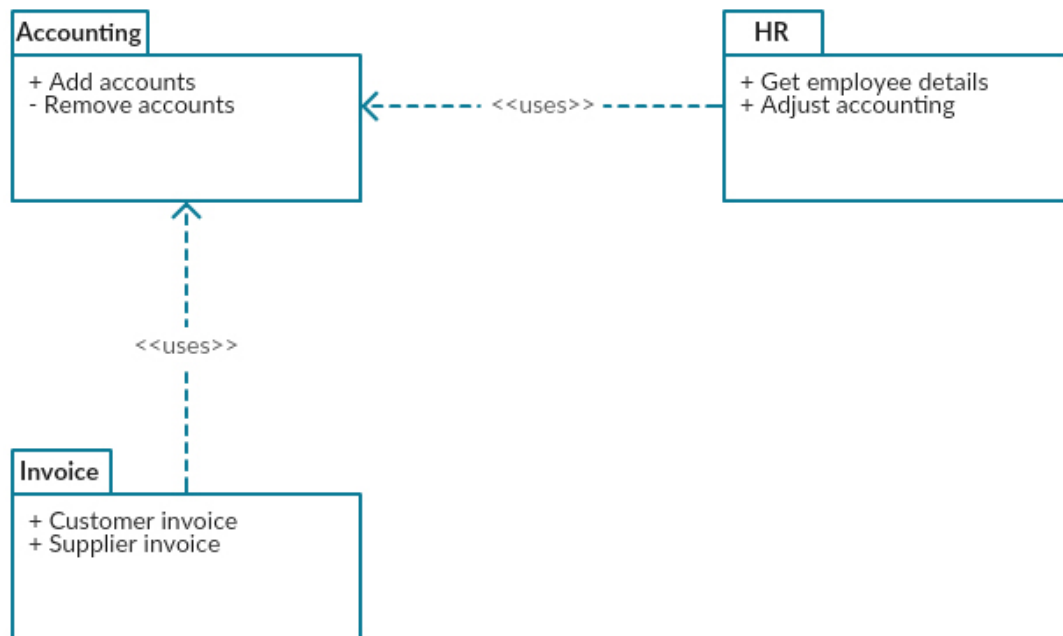 Accounting
+ Add accounts
- Remove accounts
<<uses>>
HR
+ Get employee details
+ Adjust accounting
<<uses>>
Invoice
+ Customer invoice
+ Supplier invoice